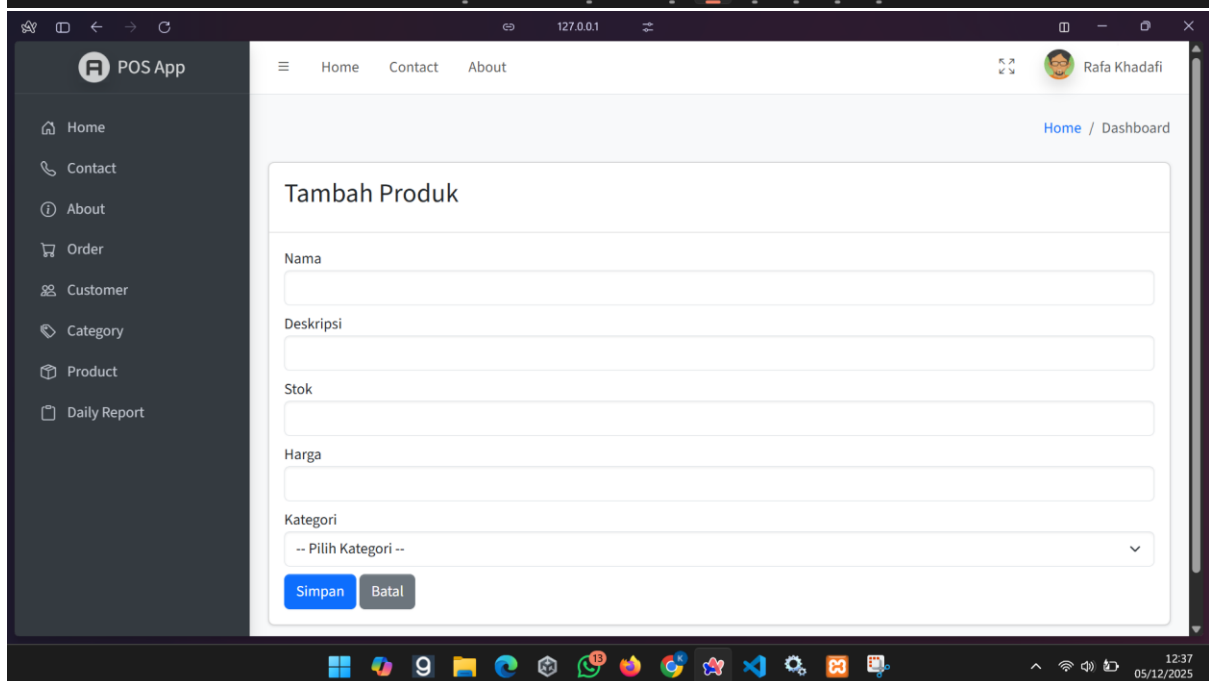 127.0.0.1
POS App
Home Contact About
Rafa Khadafi
Home
Contact
About
Order
Customer
Category
Product
Daily Report
Home / Dashboard
Tambah Produk
Nama
Deskripsi
Stok
Harga
Kategori
-- Pilih Kategori --
Simpan Batal
13
12:37
05/12/2025